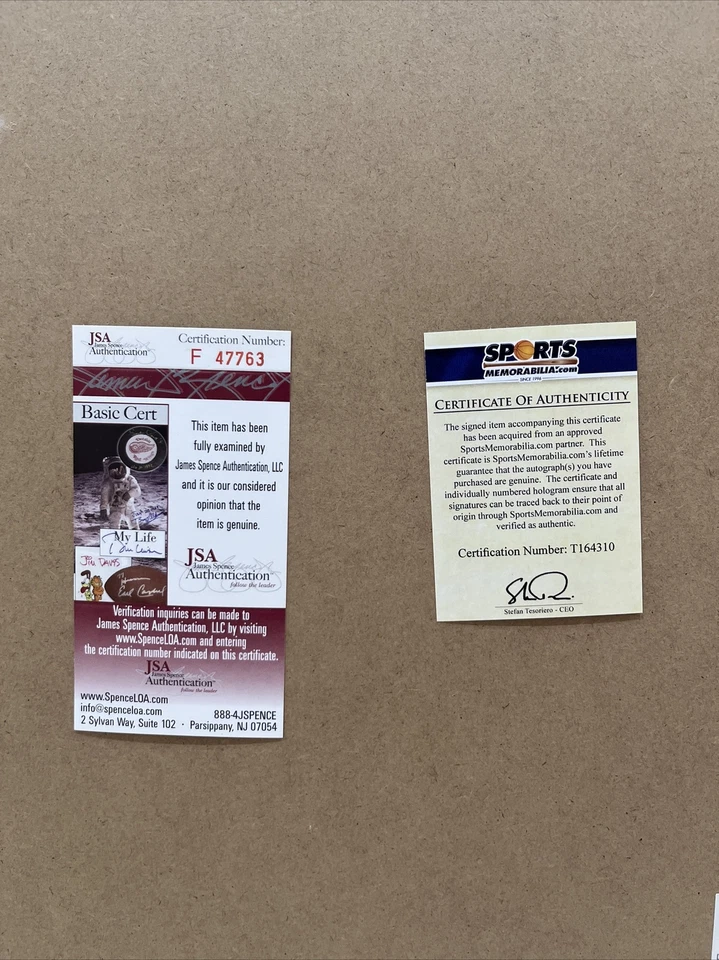 JSA
James Spence
Authentication™
Certification Number:
F 47763
James Spence
Basic Cert
My Life
JIM DAVIS
This item has been
fully examined by
James Spence Authentication, LLC
and it is our considered
opinion that the
item is genuine.
JSA
James Spence
Authentication™
follow the leader
Verification inquiries can be made to
James Spence Authentication, LLC by visiting
www.SpenceLOA.com and entering
the certification number indicated on this certificate.
JSA
James Spence
Authentication™
follow the leader
www.SpenceLOA.com
info@spenceloa.com
888-4JSPENCE
2 Sylvan Way, Suite 102 · Parsippany, NJ 07054
SPORTS
MEMORABILIA.com
SINCE 1996
CERTIFICATE OF AUTHENTICITY
The signed item accompanying this certificate
has been acquired from an approved
SportsMemorabilia.com partner. This
certificate is SportsMemorabilia.com's lifetime
guarantee that the autograph(s) you have
purchased are genuine. The certificate and
individually numbered hologram ensure that all
signatures can be traced back to their point of
origin through SportsMemorabilia.com and
verified as authentic.
Certification Number: T164310
Stefan Tesoriero - CEO